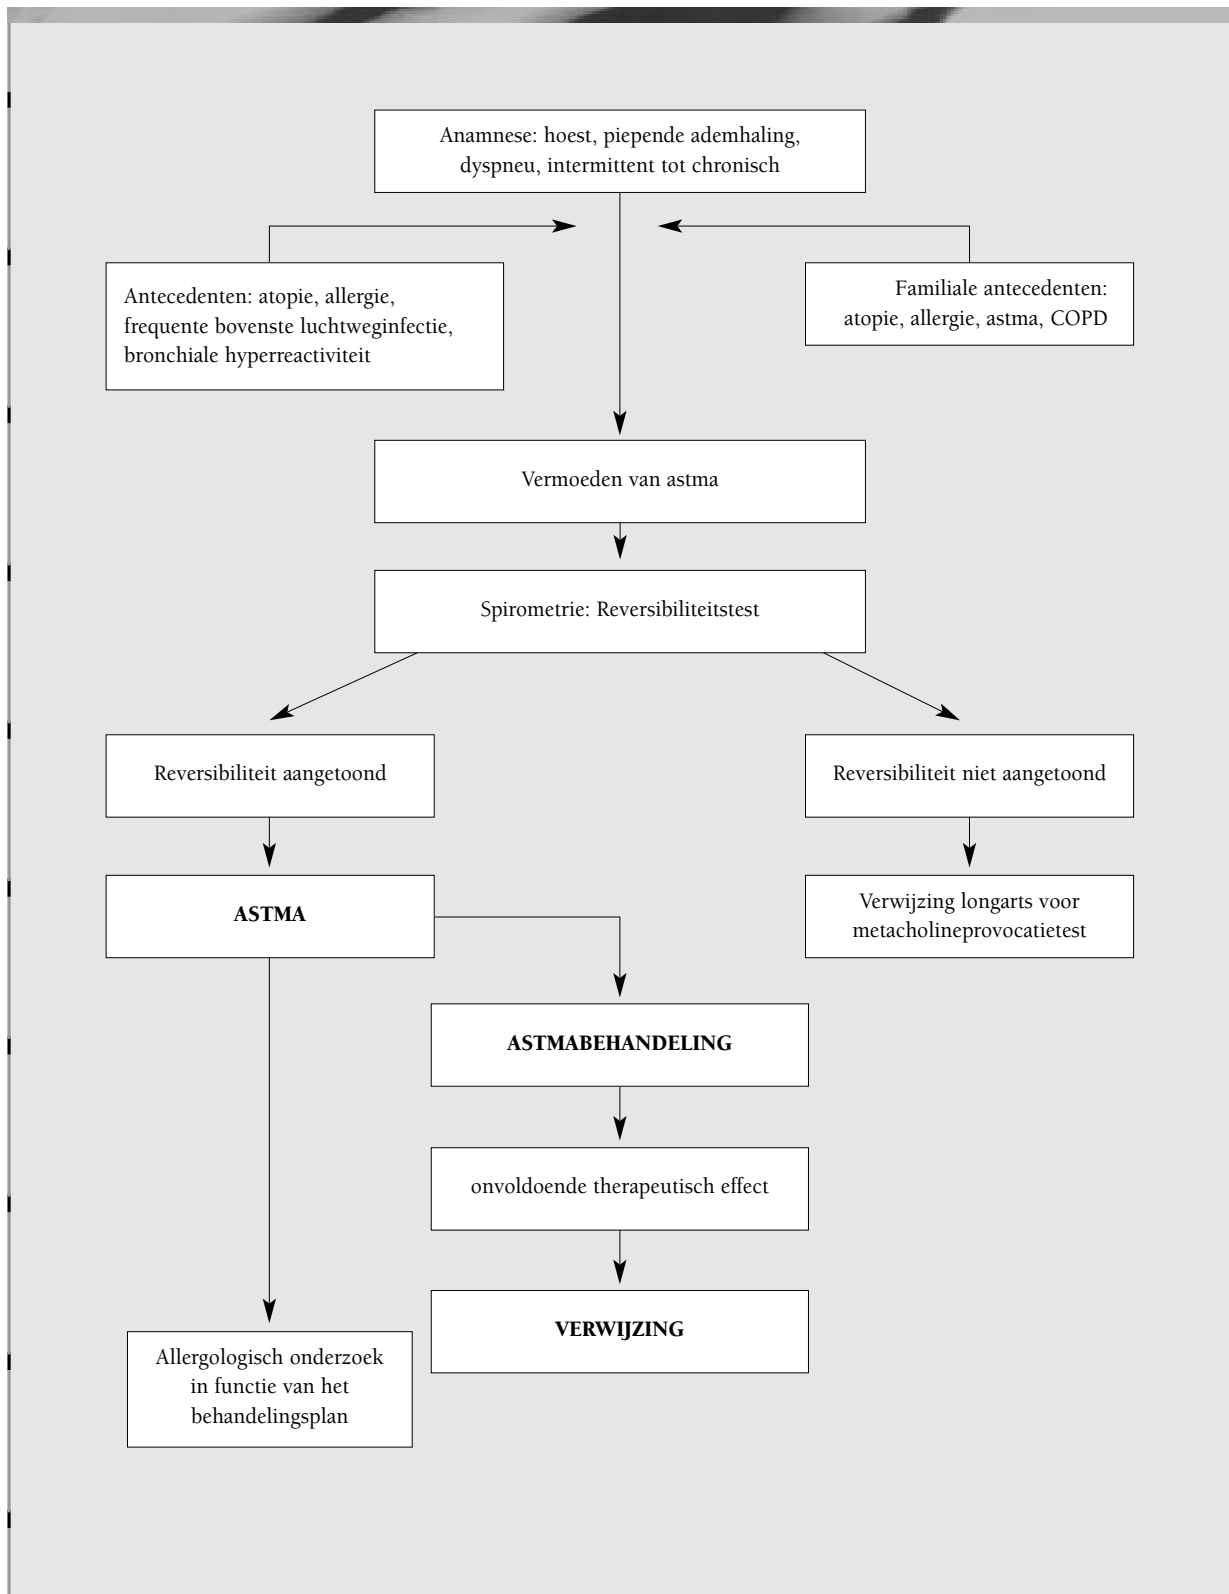 Anamnese: hoest, piepende ademhaling,
dyspneu, intermittent tot chronisch
Antecedenten: atopie, allergie,
frequente bovenste luchtweginfectie,
bronchiale hyperreactiviteit
Familiale antecedenten:
atopie, allergie, astma, COPD
Vermoeden van astma
Spirometrie: Reversibiliteitstest
Reversibiliteit aangetoond
Reversibiliteit niet aangetoond
ASTMA
Verwijzing longarts voor
metacholineprovocatietest
ASTMABEHANDELING
onvoldoende therapeutisch effect
VERWIJZING
Allergologisch onderzoek
in functie van het
behandelingsplan